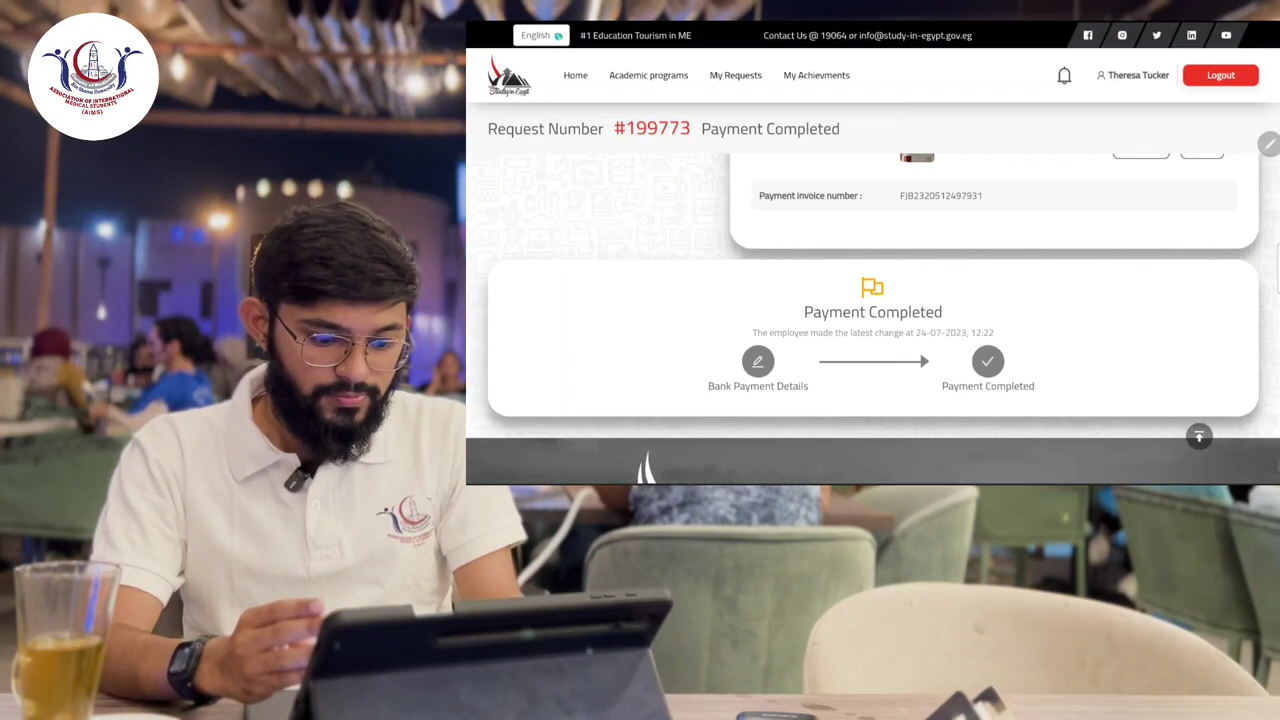 ASSOCIATION OF INTERNATIONAL
MEDICAL STUDENTS
(AIMS)
English
#1 Education Tourism in ME
Contact Us @ 19064 or info@study-in-egypt.gov.eg
Study in Egypt
Home
Academic programs
My Requests
My Achievments
Theresa Tucker
Logout
Request Number #199773 Payment Completed
Payment invoice number : FJB2320512497931
Payment Completed
The employee made the latest change at 24-07-2023, 12:22
Bank Payment Details
Payment Completed